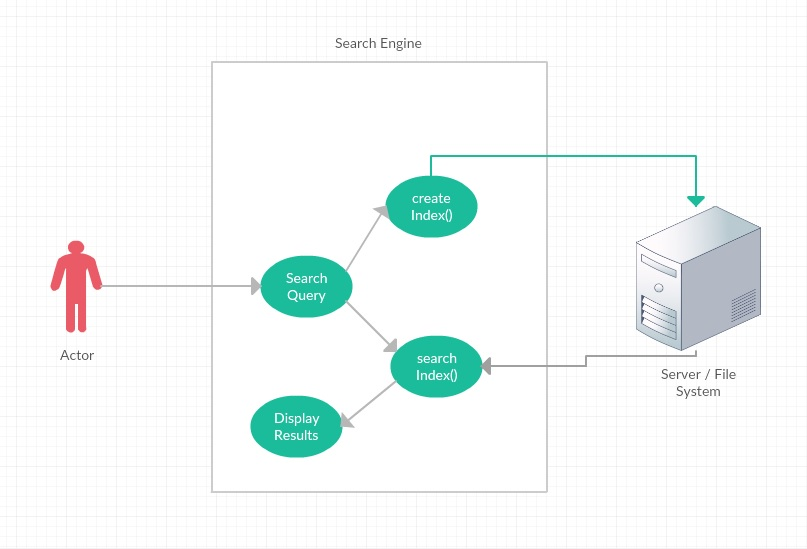 Search Engine
create
Index()
Search
Query
Actor
search
Index()
Server / File
System
Display
Results